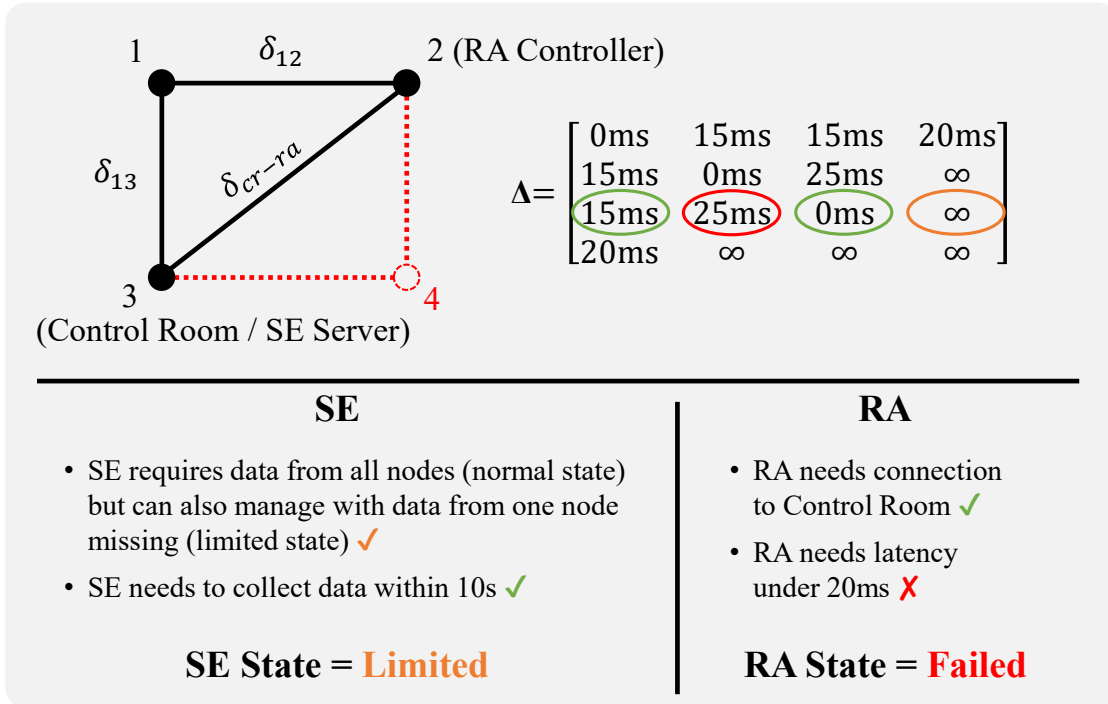 1
δ₁₂
2 (RA Controller)
δ₁₃
δcr−ra
3
4
(Control Room / SE Server)
Δ=
0ms 15ms 15ms 20ms
15ms 0ms 25ms ∞
15ms 25ms 0ms ∞
20ms ∞ ∞ ∞
SE
• SE requires data from all nodes (normal state)
but can also manage with data from one node
missing (limited state) ✓
• SE needs to collect data within 10s ✓
SE State = Limited
RA
• RA needs connection
to Control Room ✓
• RA needs latency
under 20ms ✗
RA State = Failed